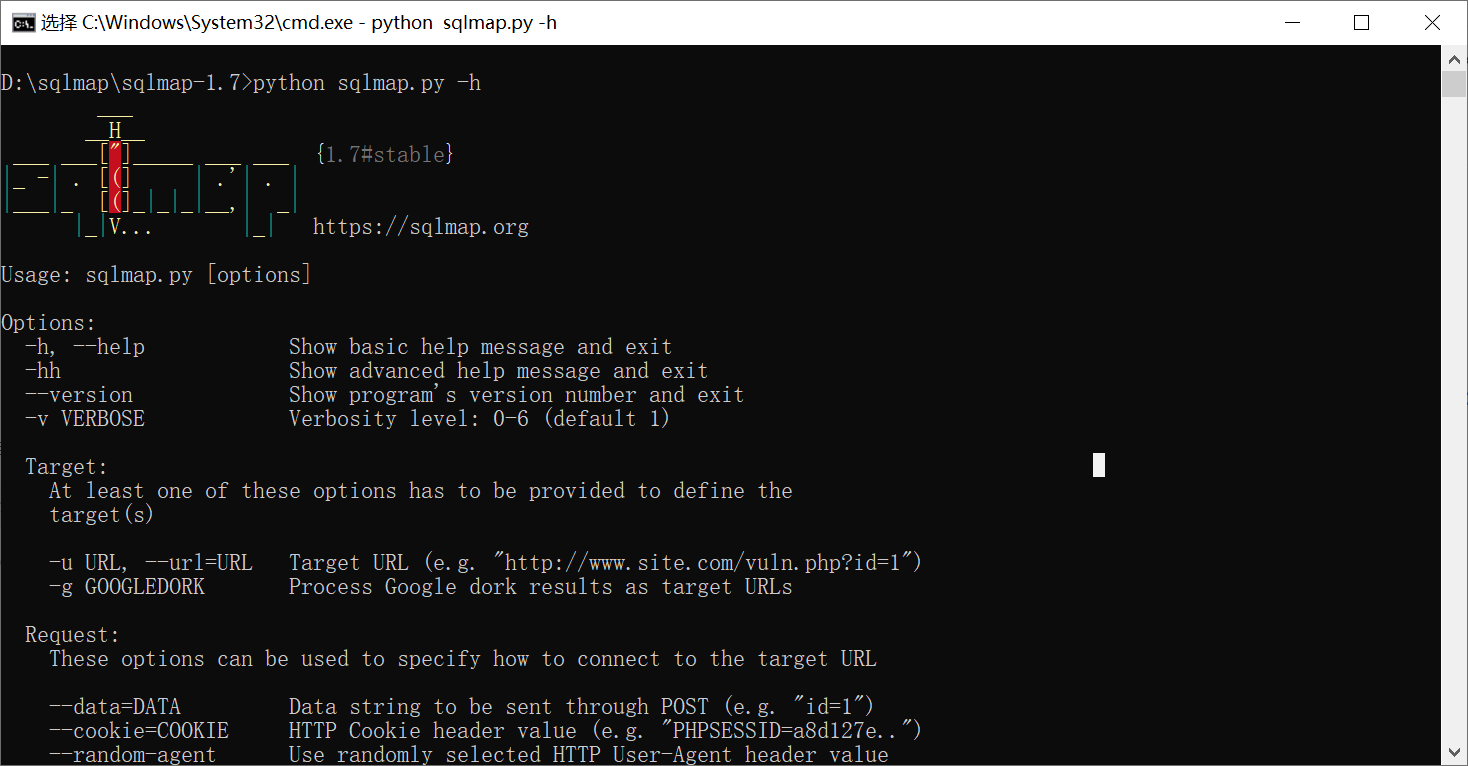 选择 C:\Windows\System32\cmd.exe - python  sqlmap.py -h
D:\sqlmap\sqlmap-1.7>python sqlmap.py -h
        ___
       __H__
 ___ ___["]_____ ___ ___  {1.7#stable}
|_ -| . [(]     | .'| . |
|___|_  [(]_|_|_|__,|  _|
      |_|V...       |_|   https://sqlmap.org
Usage: sqlmap.py [options]
Options:
  -h, --help            Show basic help message and exit
  -hh                   Show advanced help message and exit
  --version             Show program's version number and exit
  -v VERBOSE            Verbosity level: 0-6 (default 1)
  Target:
    At least one of these options has to be provided to define the
    target(s)
    -u URL, --url=URL   Target URL (e.g. "http://www.site.com/vuln.php?id=1")
    -g GOOGLEDORK       Process Google dork results as target URLs
  Request:
    These options can be used to specify how to connect to the target URL
    --data=DATA         Data string to be sent through POST (e.g. "id=1")
    --cookie=COOKIE     HTTP Cookie header value (e.g. "PHPSESSID=a8d127e..")
    --random-agent      Use randomly selected HTTP User-Agent header value